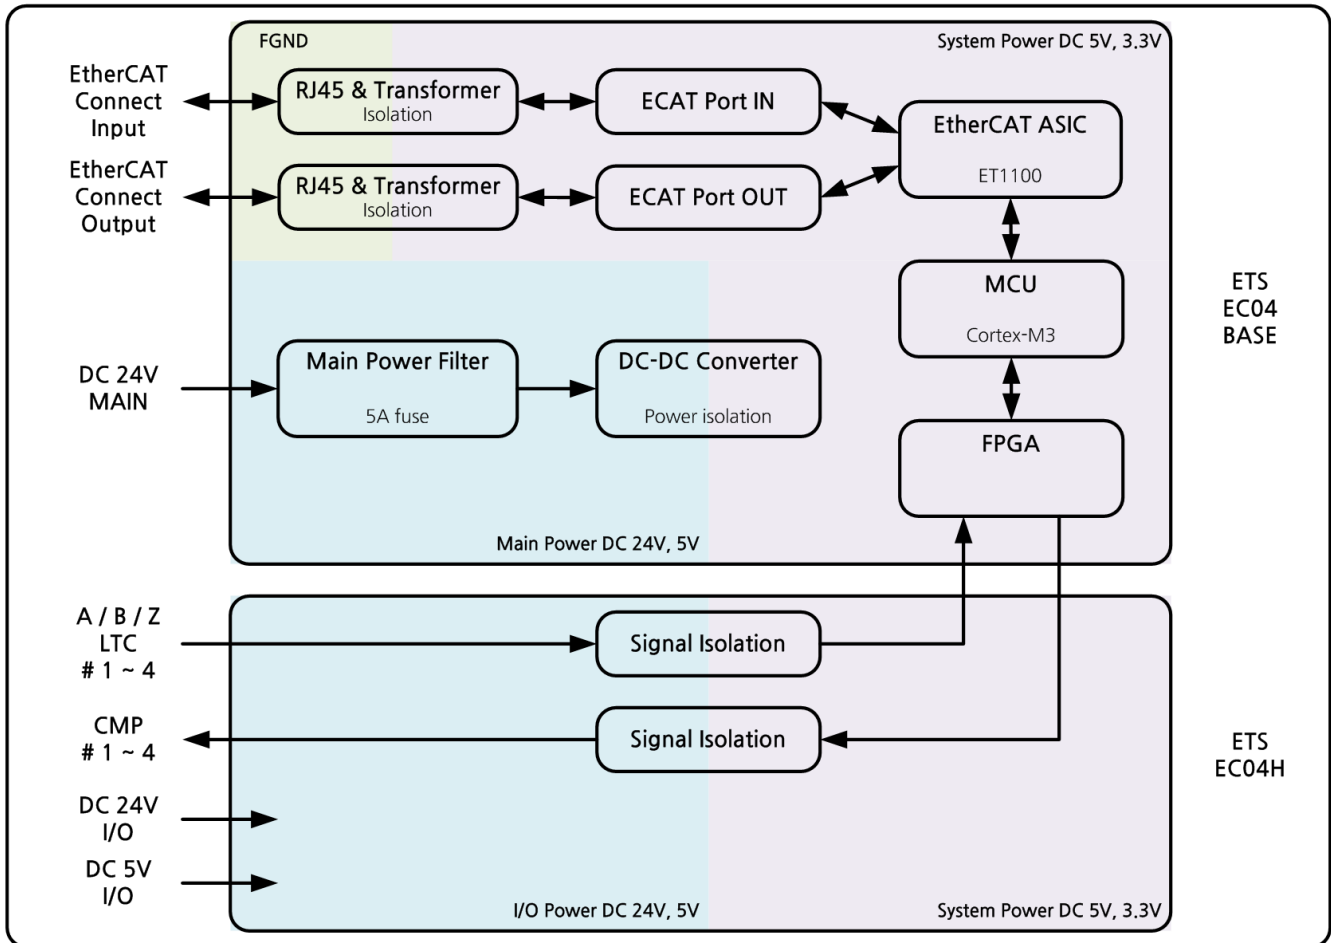 FGND
System Power DC 5V, 3.3V
EtherCAT
Connect
Input
RJ45 & Transformer
Isolation
ECAT Port IN
EtherCAT ASIC
ET1100
EtherCAT
Connect
Output
RJ45 & Transformer
Isolation
ECAT Port OUT
MCU
Cortex-M3
ETS
EC04
BASE
DC 24V
MAIN
Main Power Filter
5A fuse
DC-DC Converter
Power isolation
FPGA
Main Power DC 24V, 5V
A / B / Z
LTC
# 1 ~ 4
Signal Isolation
CMP
# 1 ~ 4
Signal Isolation
ETS
EC04H
DC 24V
I/O
DC 5V
I/O
I/O Power DC 24V, 5V
System Power DC 5V, 3.3V